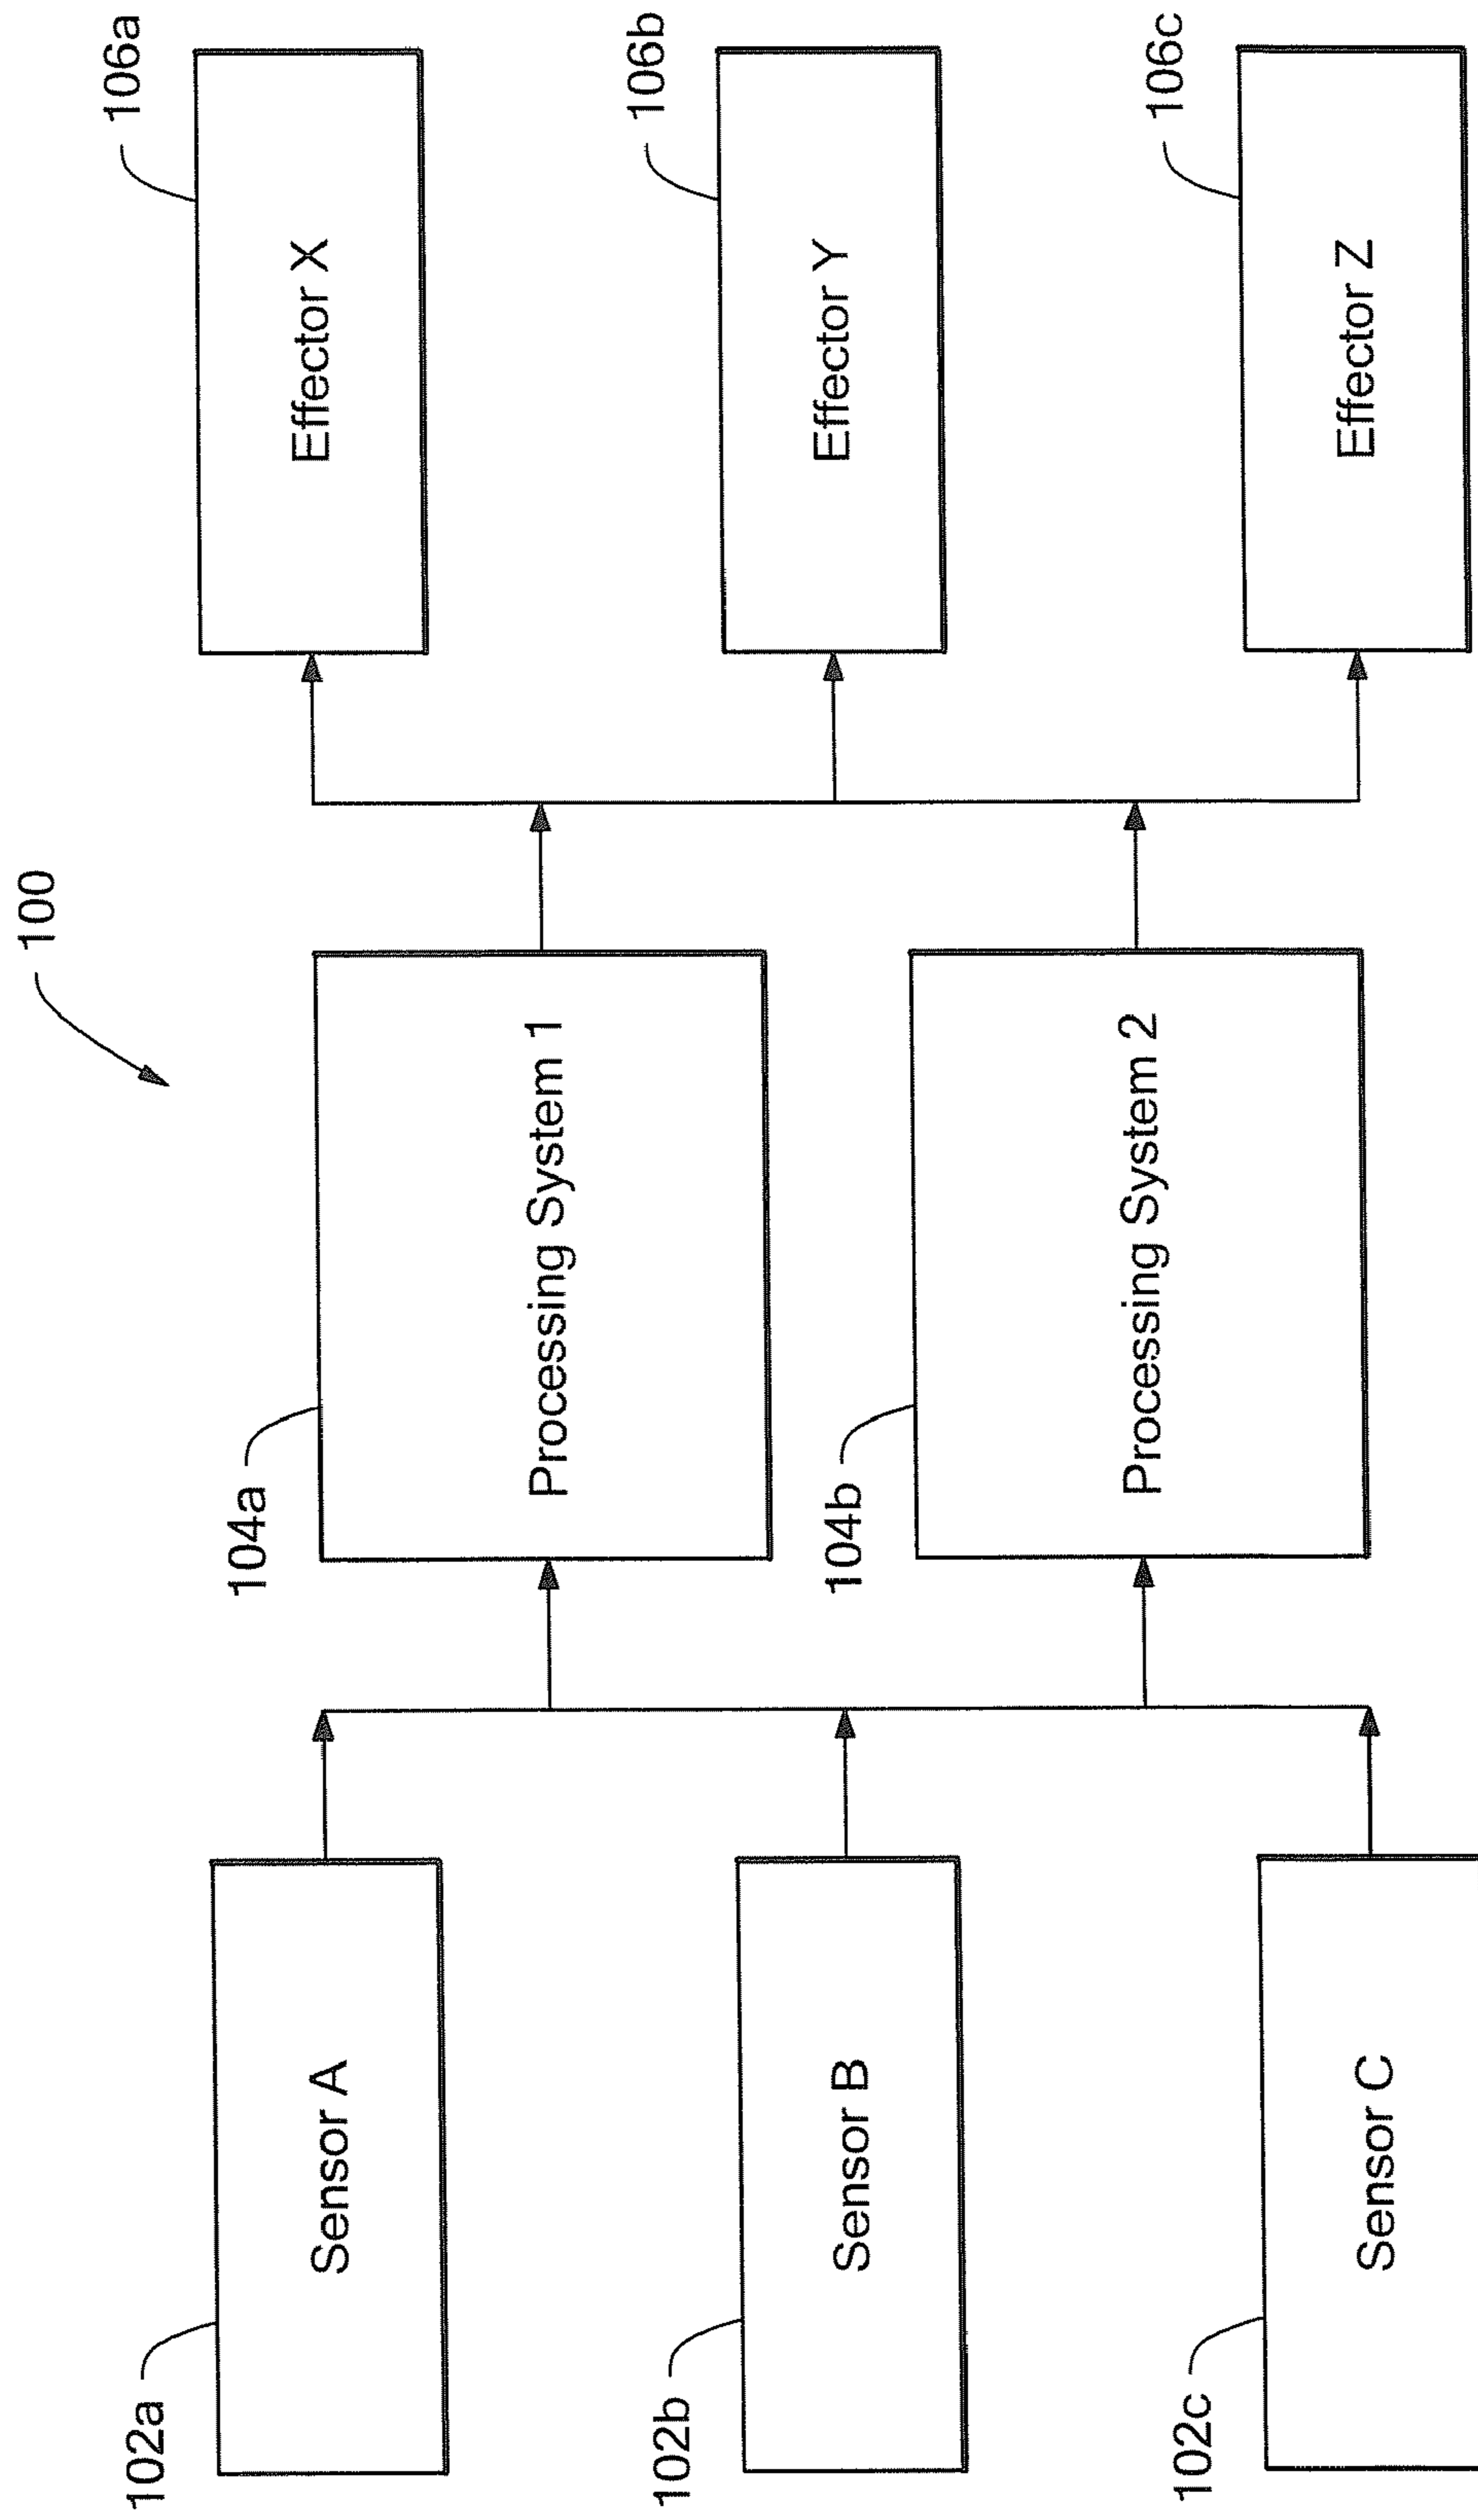 100
102a
Sensor A
104a
Processing System 1
106a
Effector X
102b
Sensor B
104b
Processing System 2
106b
Effector Y
102c
Sensor C
106c
Effector Z